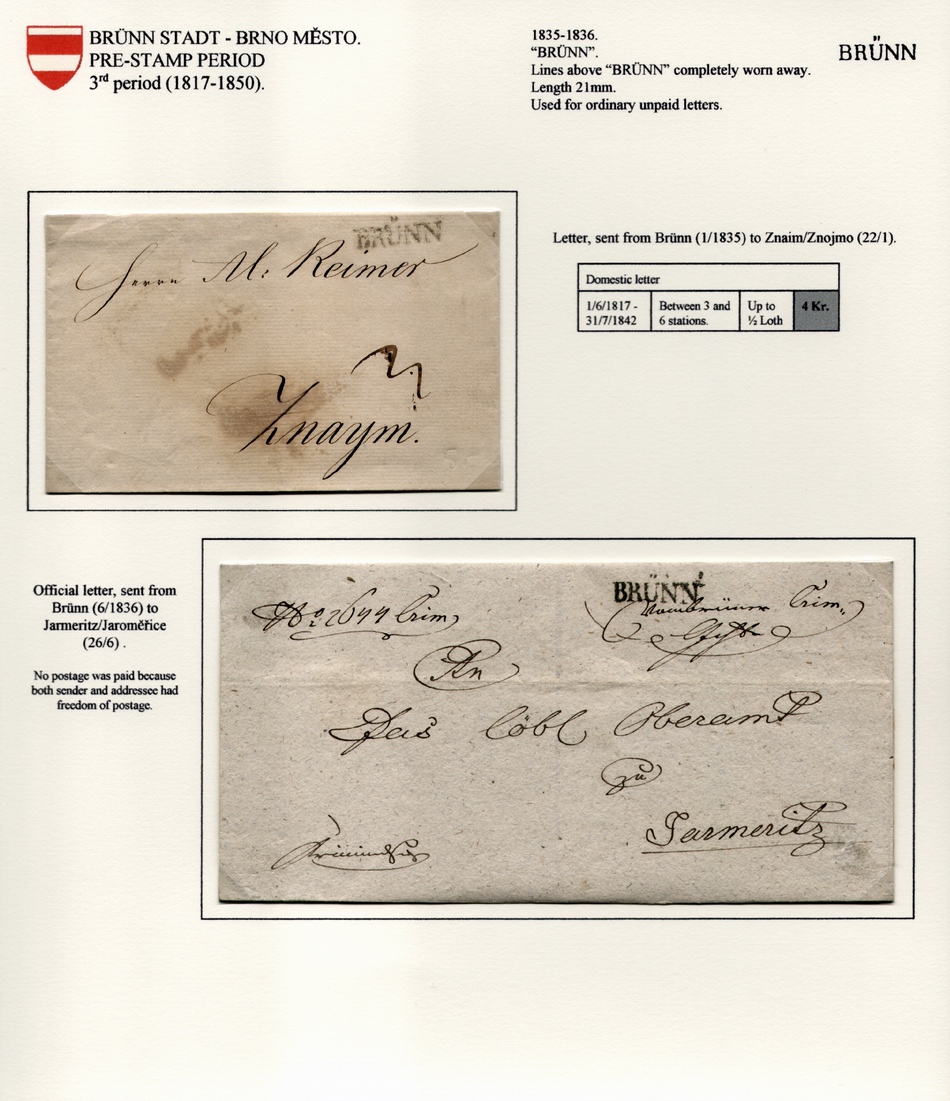 BRÜNN STADT - BRNO MĚSTO.
PRE-STAMP PERIOD
3rd period (1817-1850).
1835-1836.
“BRÜNN”.
Lines above “BRÜNN” completely worn away.
Length 21mm.
Used for ordinary unpaid letters.
BRÜNN
BRÜNN
Herrn Al: Reimer
Znaym.
Letter, sent from Brünn (1/1835) to Znaim/Znojmo (22/1).
Domestic letter
1/6/1817 - 31/7/1842 Between 3 and 6 stations. Up to ½ Loth 4 Kr.
Official letter, sent from
Brünn (6/1836) to
Jarmeritz/Jaroměřice
(26/6) .
No postage was paid because
both sender and addressee had
freedom of postage.
BRÜNN
No 2644 Crim
An
Das löbl Oberamt
zu
Jarmeritz